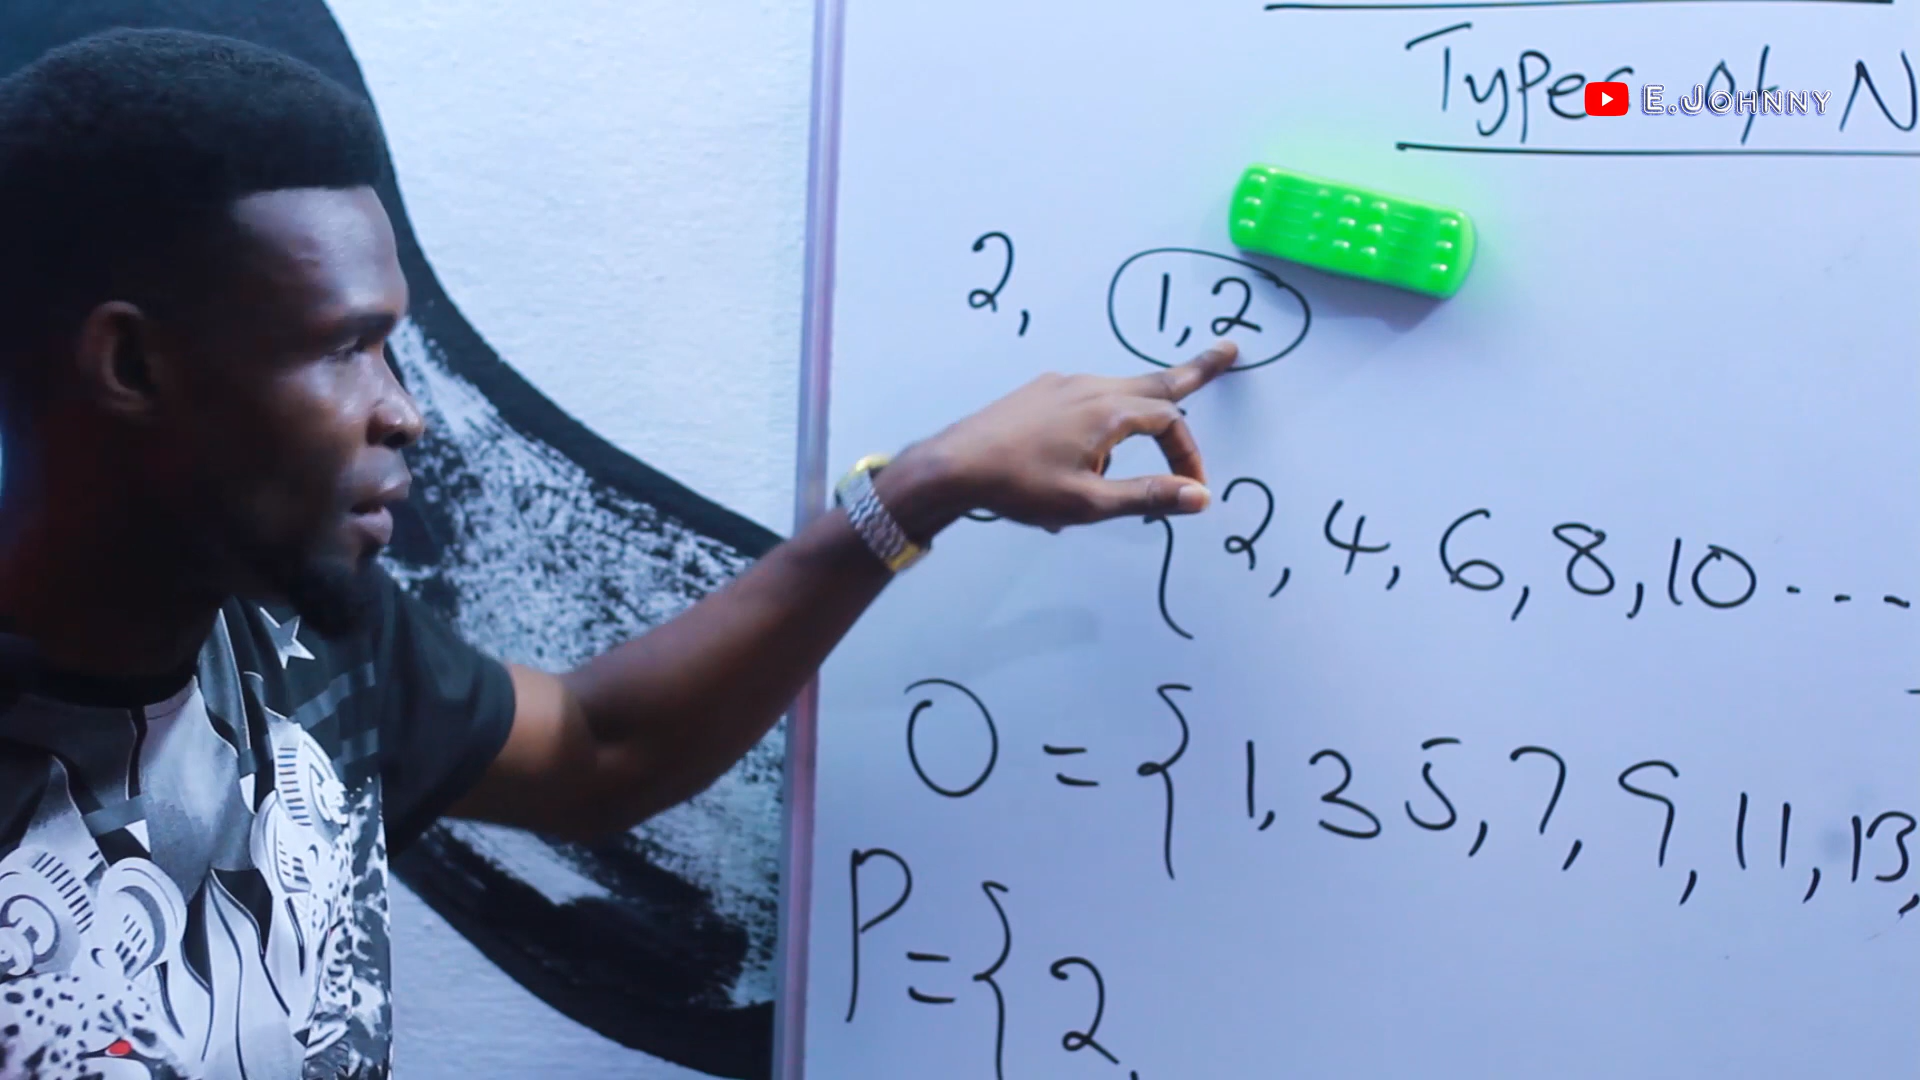 Types of N
E.JOHNNY
2, 1,2
{ 2, 4, 6, 8, 10 ....
O = { 1, 3 5, 7, 9, 11, 13,
P = { 2,